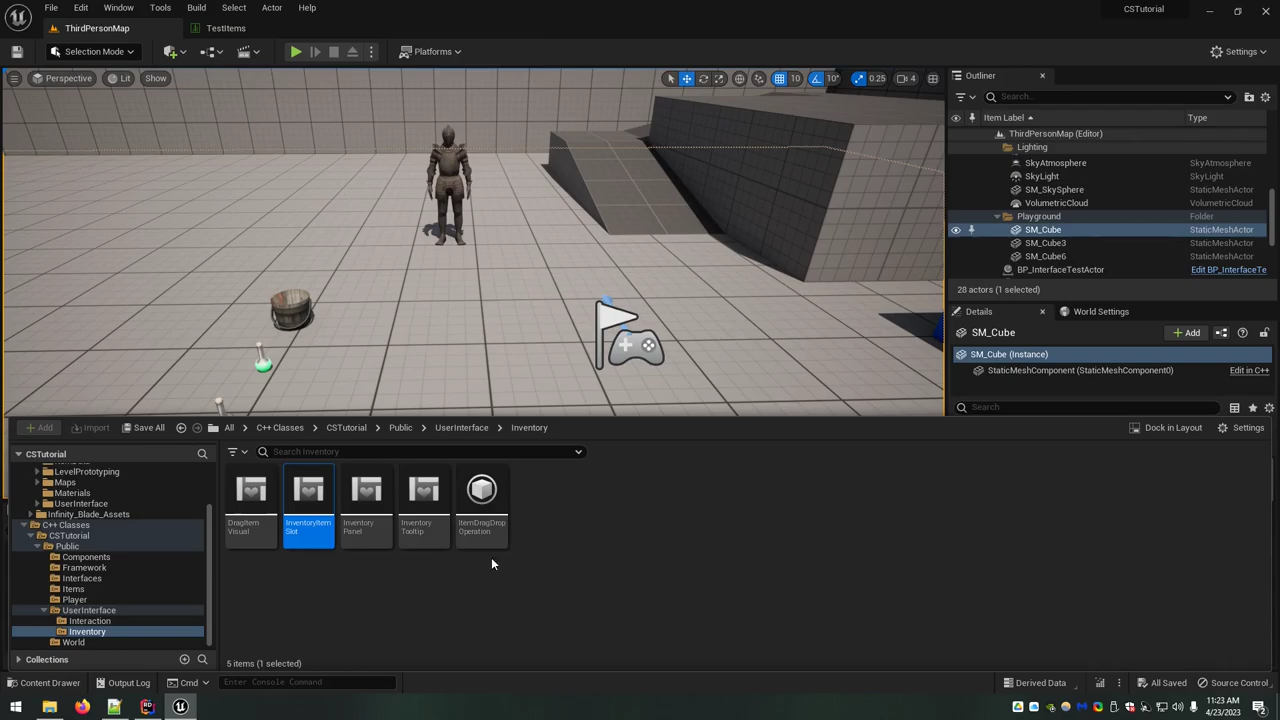 File Edit Window Tools Build Select Actor Help
CSTutorial
ThirdPersonMap
TestItems
Selection Mode
Platforms
Settings
Perspective
Lit
Show
10
10°
0.25
4
Outliner
Search...
Item Label
Type
ThirdPersonMap (Editor)
Lighting
SkyAtmosphere SkyAtmosphere
SkyLight SkyLight
SM_SkySphere StaticMeshActor
VolumetricCloud VolumetricCloud
Playground Folder
SM_Cube StaticMeshActor
SM_Cube3 StaticMeshActor
SM_Cube6 StaticMeshActor
BP_InterfaceTestActor Edit BP_InterfaceTe
28 actors (1 selected)
Details
World Settings
SM_Cube
Add
SM_Cube (Instance)
StaticMeshComponent (StaticMeshComponent0) Edit in C++
Search
Add
Import
Save All
All
C++ Classes
CSTutorial
Public
UserInterface
Inventory
Dock in Layout
Settings
CSTutorial
LevelPrototyping
Maps
Materials
UserInterface
Infinity_Blade_Assets
C++ Classes
CSTutorial
Public
Components
Framework
Interfaces
Items
Player
UserInterface
Interaction
Inventory
World
Collections
Search Inventory
DragItem
Visual
InventoryItem
Slot
Inventory
Panel
Inventory
Tooltip
ItemDragDrop
Operation
5 items (1 selected)
Content Drawer
Output Log
Cmd
Enter Console Command
Derived Data
All Saved
Source Control
11:23 AM
4/23/2023